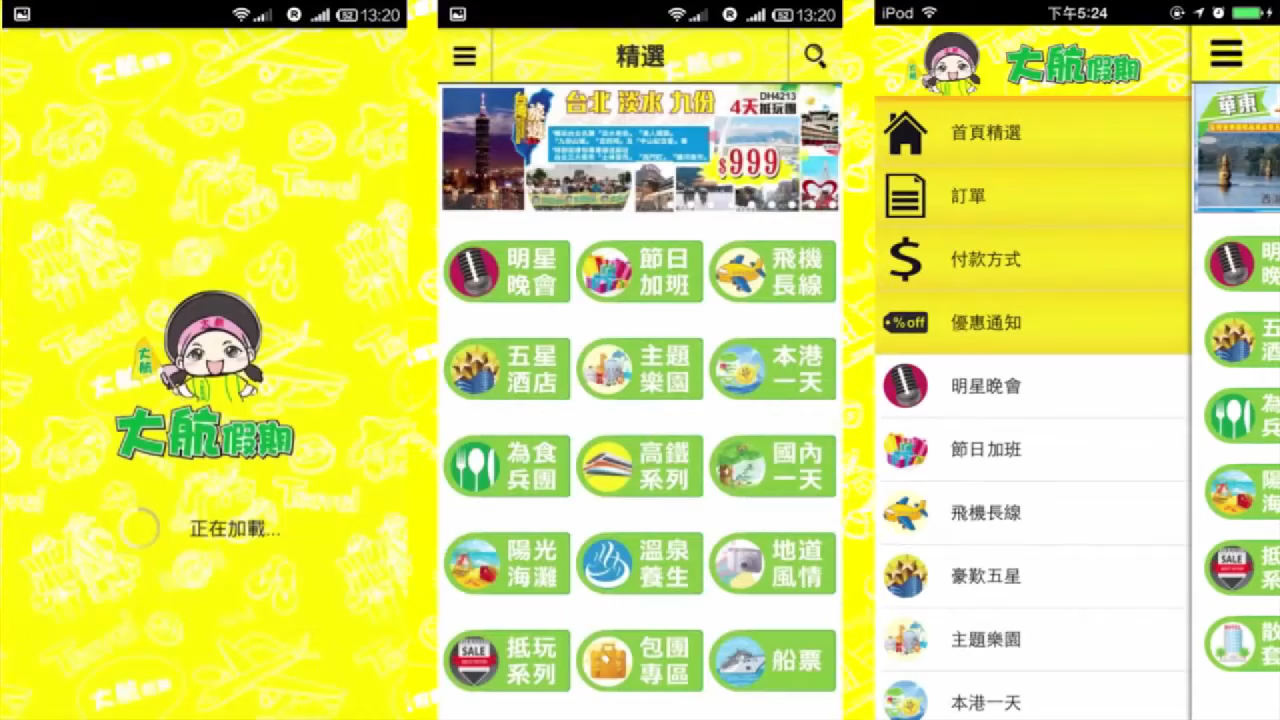 52 13:20
大航
大航
大航假期
正在加載...
52 13:20
精選
台北 淡水 九份
DH4213
4天抵玩團
$999
明星
晚會
節日
加班
飛機
長線
五星
酒店
主題
樂園
本港
一天
為食
兵團
高鐵
系列
國內
一天
陽光
海灘
溫泉
養生
地道
風情
SALE
抵玩
系列
包團
專區
船票
iPod 下午5:24
大航假期
首頁精選
訂單
付款方式
%off 優惠通知
明星晚會
節日加班
飛機長線
豪歎五星
主題樂園
本港一天
華東
SALE